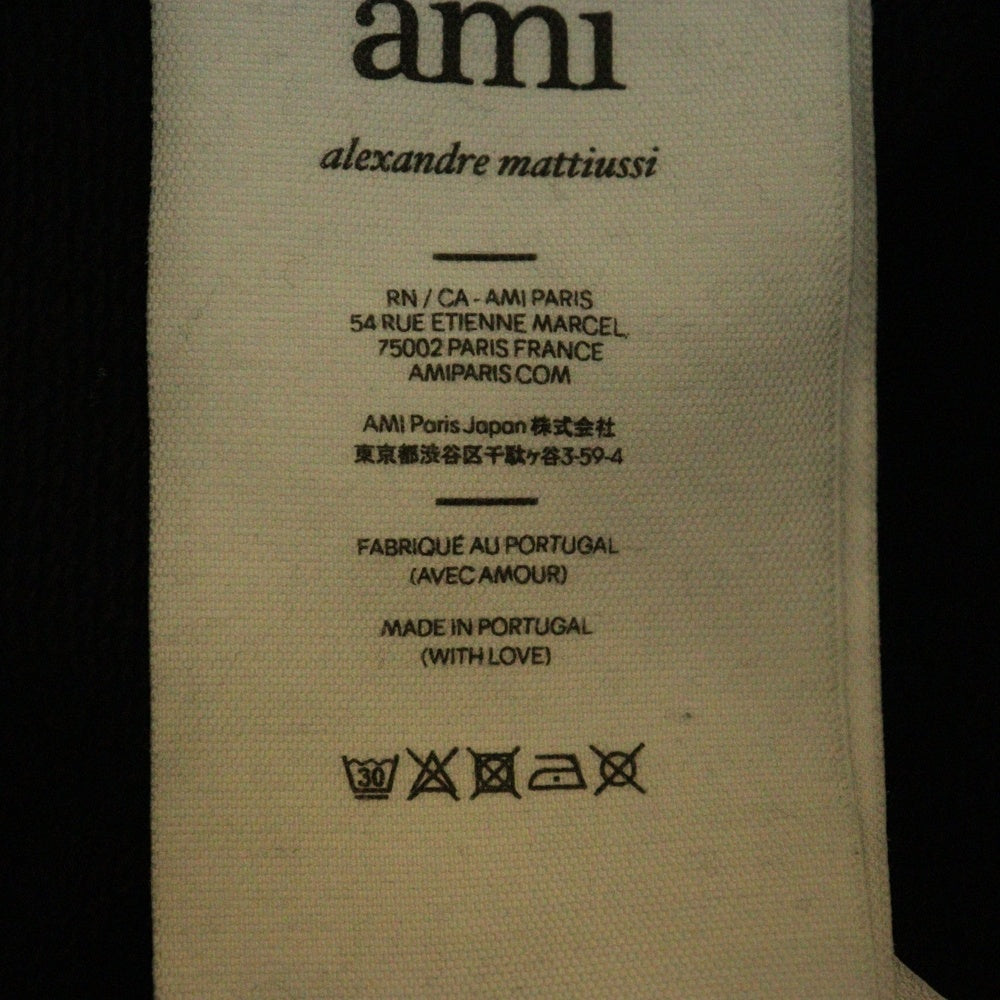 ami
alexandre mattiussi
RN / CA - AMI PARIS
54 RUE ETIENNE MARCEL,
75002 PARIS FRANCE
AMIPARIS.COM
AMI Paris Japan 株式会社
東京都渋谷区千駄ヶ谷3-59-4
FABRIQUÉ AU PORTUGAL
(AVEC AMOUR)
MADE IN PORTUGAL
(WITH LOVE)
30